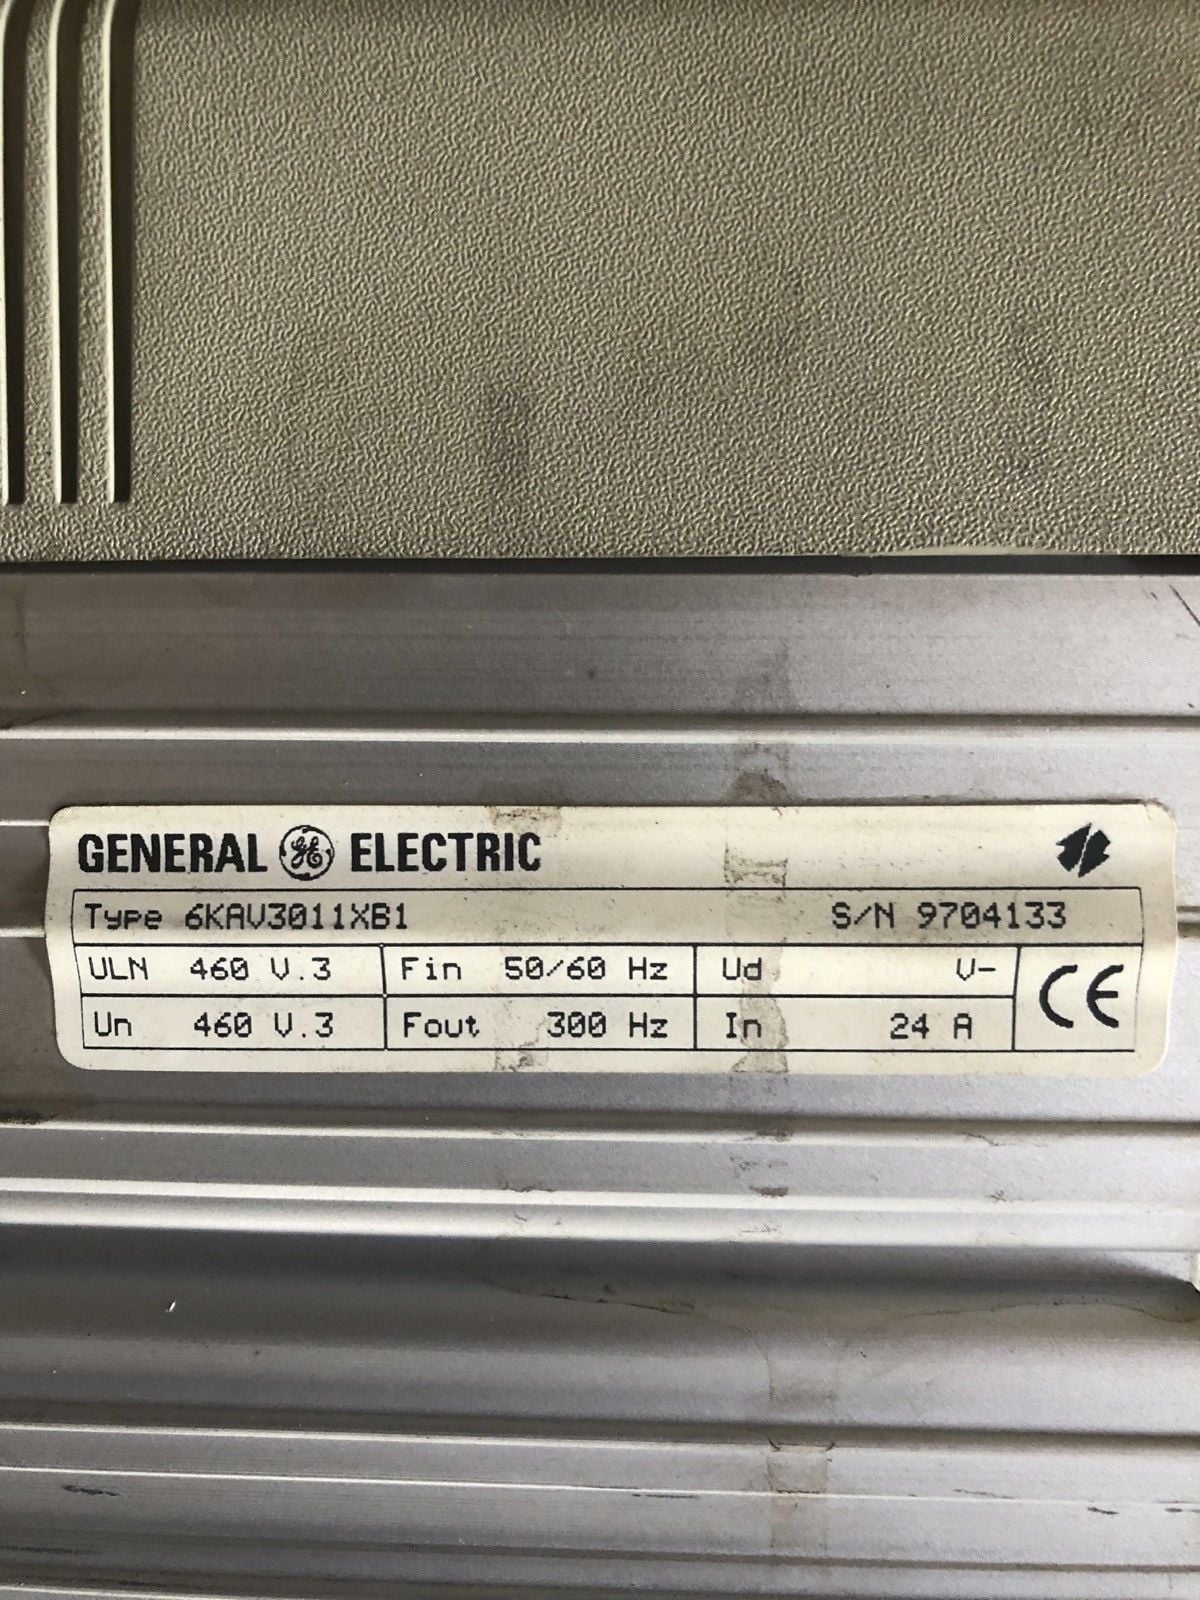 GENERAL GE ELECTRIC
Type 6KAV3011XB1 S/N 9704133
ULN 460 V.3 Fin 50/60 Hz Ud V-
Un 460 V.3 Fout 300 Hz In 24 A
CE